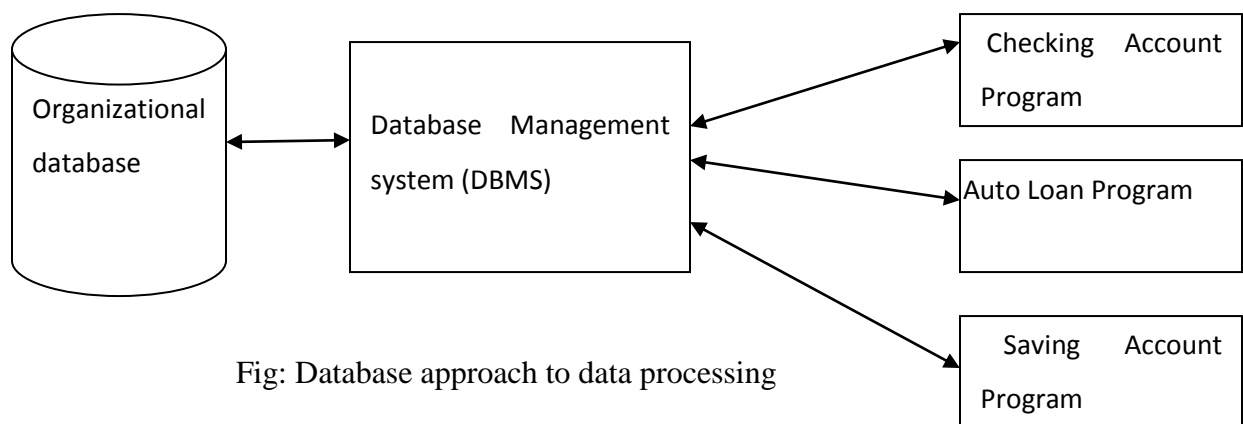 Organizational
database
Database Management
system (DBMS)
Checking Account
Program
Auto Loan Program
Saving Account
Program
Fig: Database approach to data processing